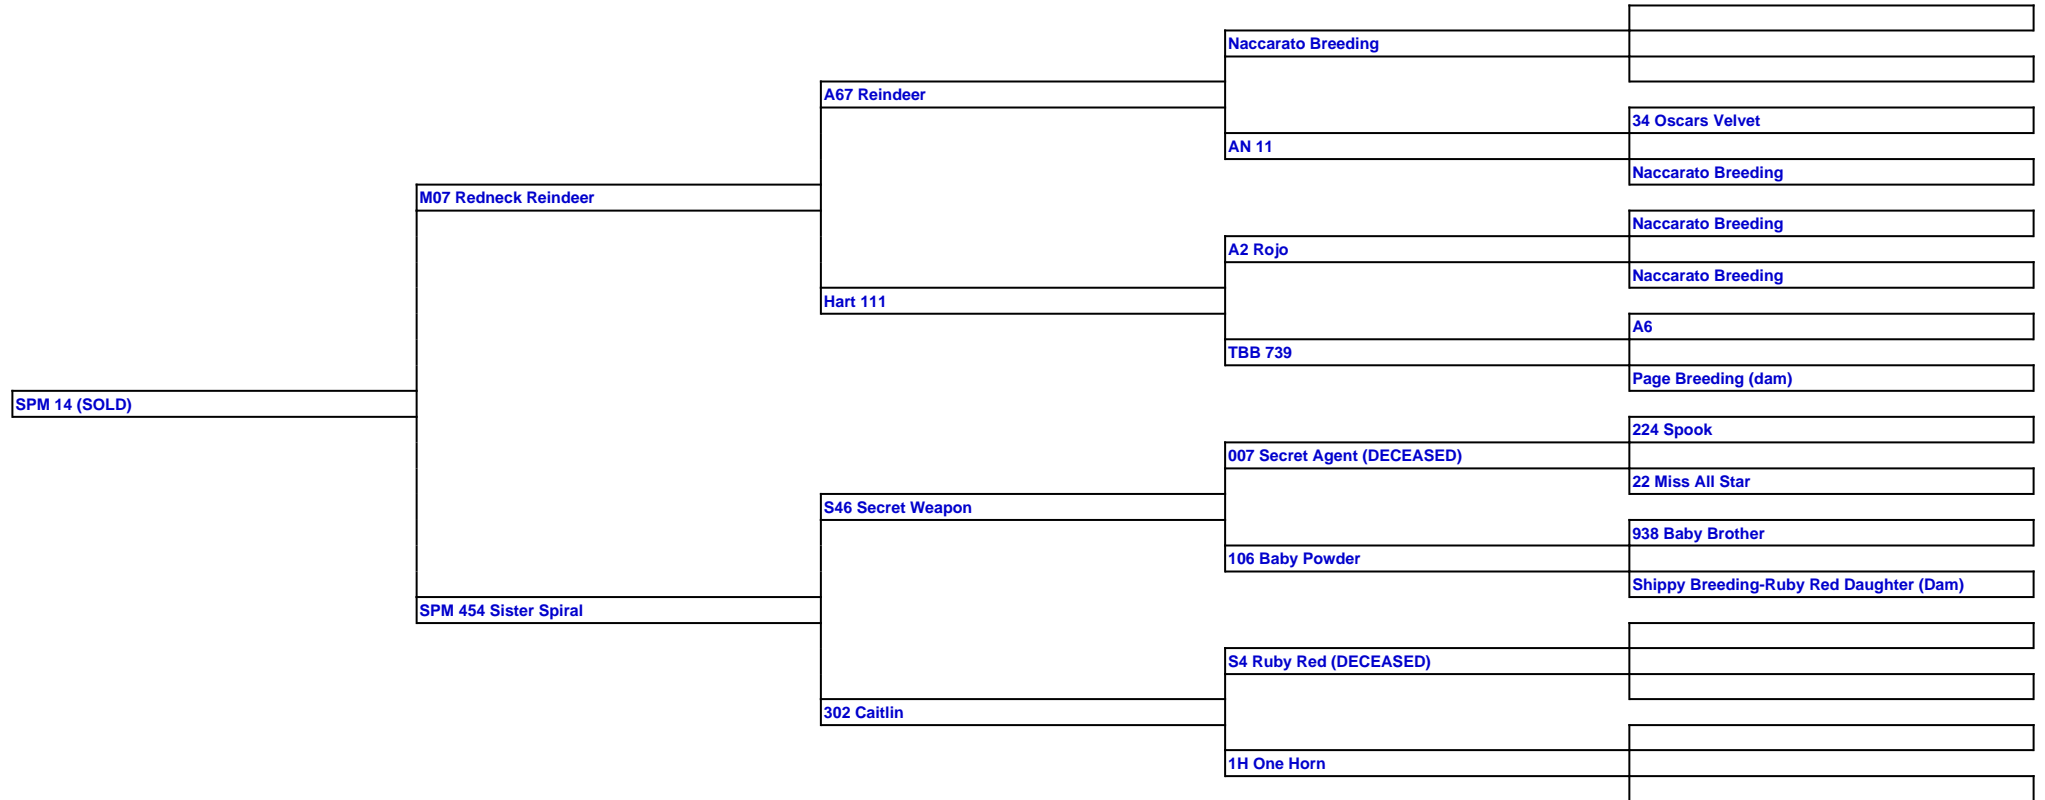 Naccarato Breeding
A67 Reindeer
34 Oscars Velvet
AN 11
Naccarato Breeding
M07 Redneck Reindeer
Naccarato Breeding
A2 Rojo
Naccarato Breeding
Hart 111
A6
TBB 739
Page Breeding (dam)
SPM 14 (SOLD)
224 Spook
007 Secret Agent (DECEASED)
22 Miss All Star
S46 Secret Weapon
938 Baby Brother
106 Baby Powder
Shippy Breeding-Ruby Red Daughter (Dam)
SPM 454 Sister Spiral
S4 Ruby Red (DECEASED)
302 Caitlin
1H One Horn